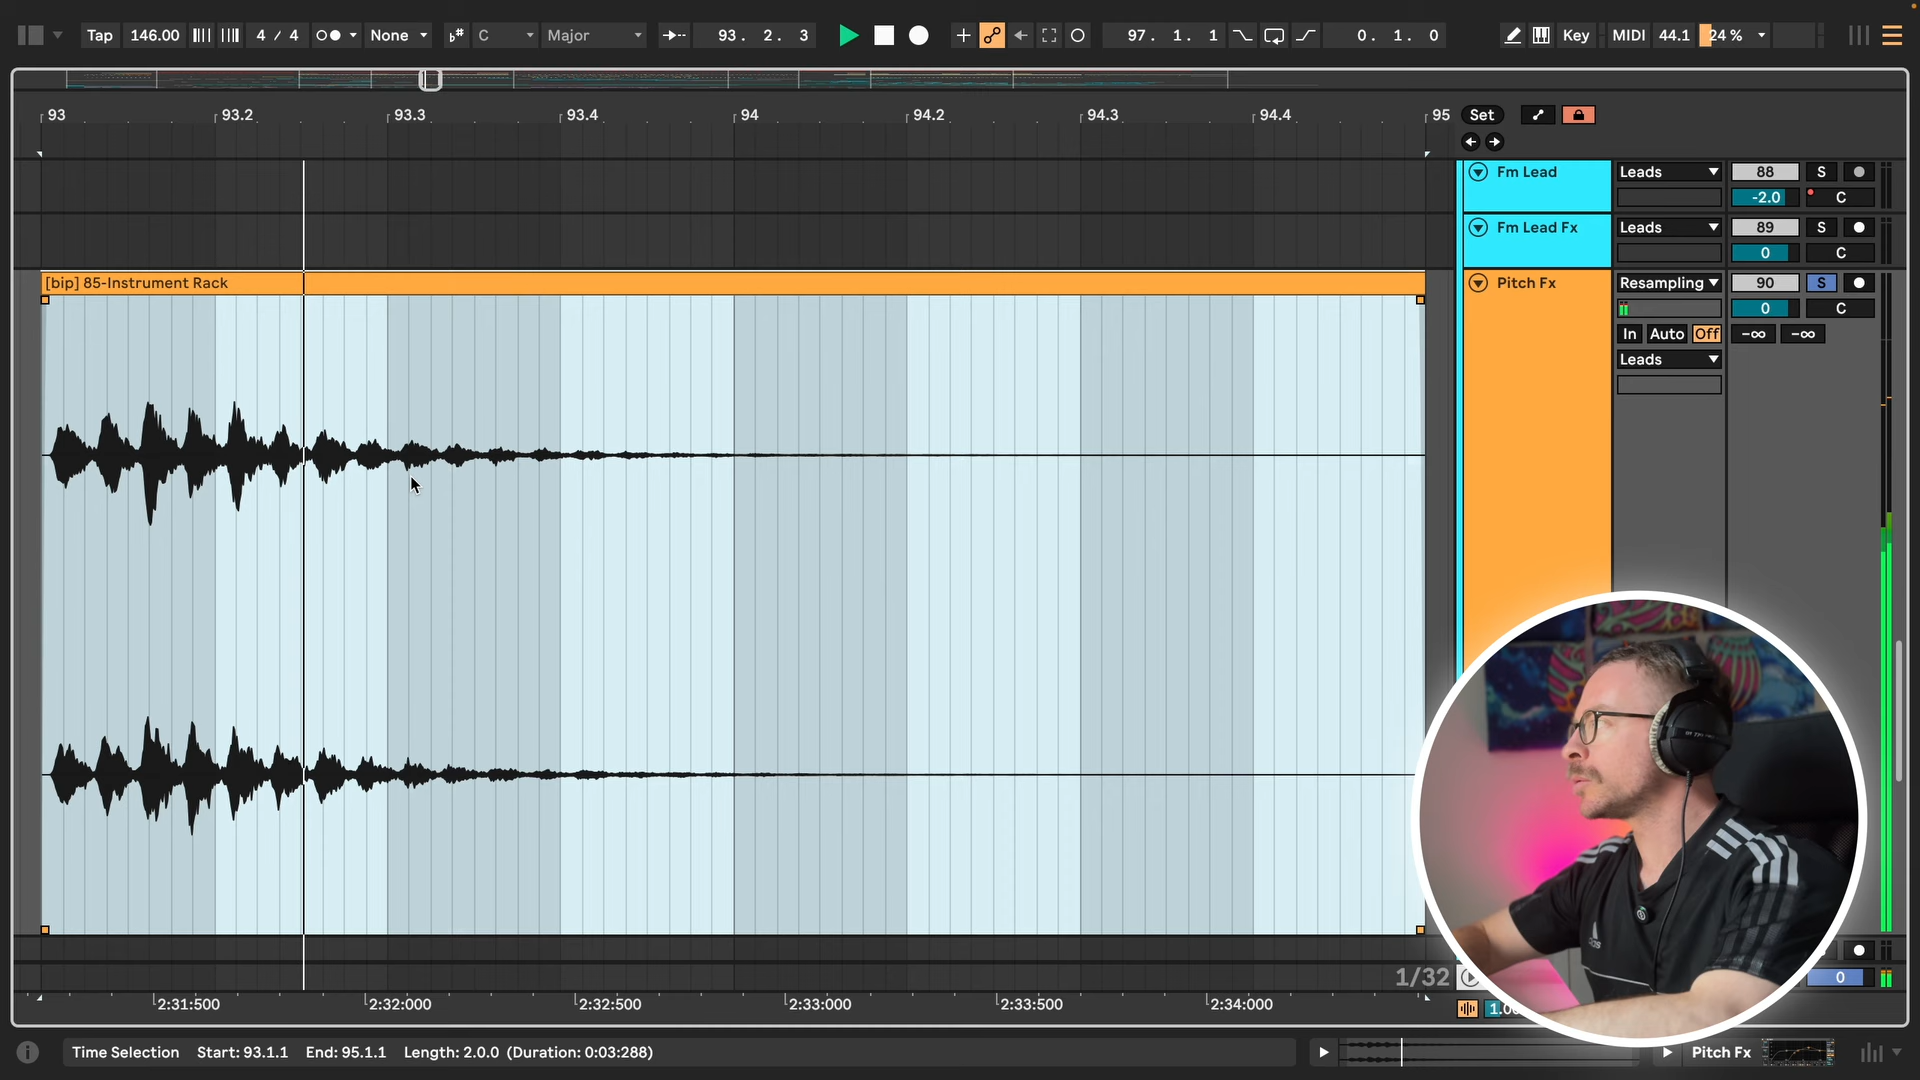 Tap 146.00 4 / 4 None C Major 93. 2. 3 97. 1. 1 0. 1. 0 Key MIDI 44.1 24 %
93 93.2 93.3 93.4 94 94.2 94.3 94.4 95 Set
Fm Lead Leads 88 S
-2.0 C
Fm Lead Fx Leads 89 S
0 C
[bip] 85-Instrument Rack Pitch Fx Resampling 90 S
0 C
In Auto Off -∞ -∞
Leads
1/32 0
2:31:500 2:32:000 2:32:500 2:33:000 2:33:500 2:34:000
Time Selection Start: 93.1.1 End: 95.1.1 Length: 2.0.0 (Duration: 0:03:288) Pitch Fx